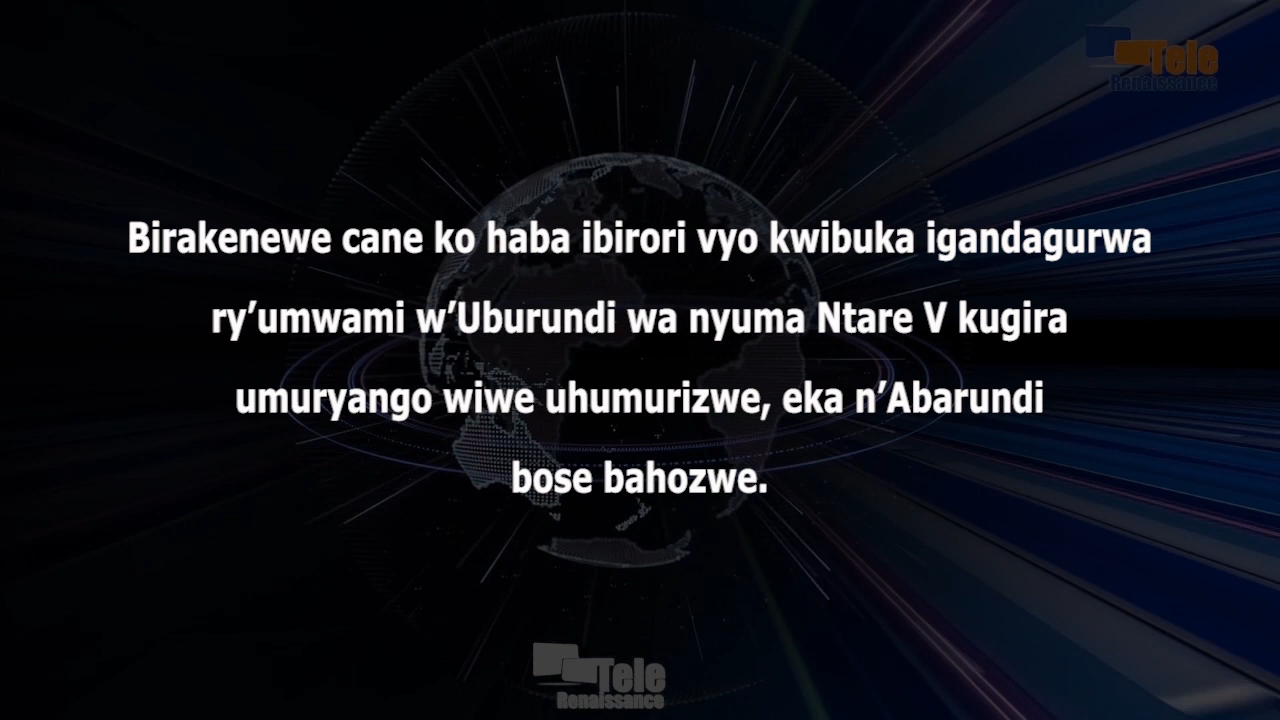 Tele
Renaissance
Birakenewe cane ko haba ibirori vyo kwibuka igandagurwa
ry’umwami w’Uburundi wa nyuma Ntare V kugira
umuryango wiwe uhumurizwe, eka n’Abarundi
bose bahozwe.
Tele
Renaissance